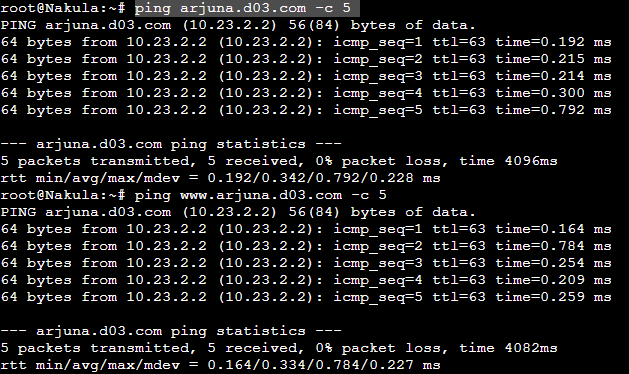 root@Nakula:~# ping arjuna.d03.com -c 5
PING arjuna.d03.com (10.23.2.2) 56(84) bytes of data.
64 bytes from 10.23.2.2 (10.23.2.2): icmp_seq=1 ttl=63 time=0.192 ms
64 bytes from 10.23.2.2 (10.23.2.2): icmp_seq=2 ttl=63 time=0.215 ms
64 bytes from 10.23.2.2 (10.23.2.2): icmp_seq=3 ttl=63 time=0.214 ms
64 bytes from 10.23.2.2 (10.23.2.2): icmp_seq=4 ttl=63 time=0.300 ms
64 bytes from 10.23.2.2 (10.23.2.2): icmp_seq=5 ttl=63 time=0.792 ms
--- arjuna.d03.com ping statistics ---
5 packets transmitted, 5 received, 0% packet loss, time 4096ms
rtt min/avg/max/mdev = 0.192/0.342/0.792/0.228 ms
root@Nakula:~# ping www.arjuna.d03.com -c 5
PING arjuna.d03.com (10.23.2.2) 56(84) bytes of data.
64 bytes from 10.23.2.2 (10.23.2.2): icmp_seq=1 ttl=63 time=0.164 ms
64 bytes from 10.23.2.2 (10.23.2.2): icmp_seq=2 ttl=63 time=0.784 ms
64 bytes from 10.23.2.2 (10.23.2.2): icmp_seq=3 ttl=63 time=0.254 ms
64 bytes from 10.23.2.2 (10.23.2.2): icmp_seq=4 ttl=63 time=0.209 ms
64 bytes from 10.23.2.2 (10.23.2.2): icmp_seq=5 ttl=63 time=0.259 ms
--- arjuna.d03.com ping statistics ---
5 packets transmitted, 5 received, 0% packet loss, time 4082ms
rtt min/avg/max/mdev = 0.164/0.334/0.784/0.227 ms